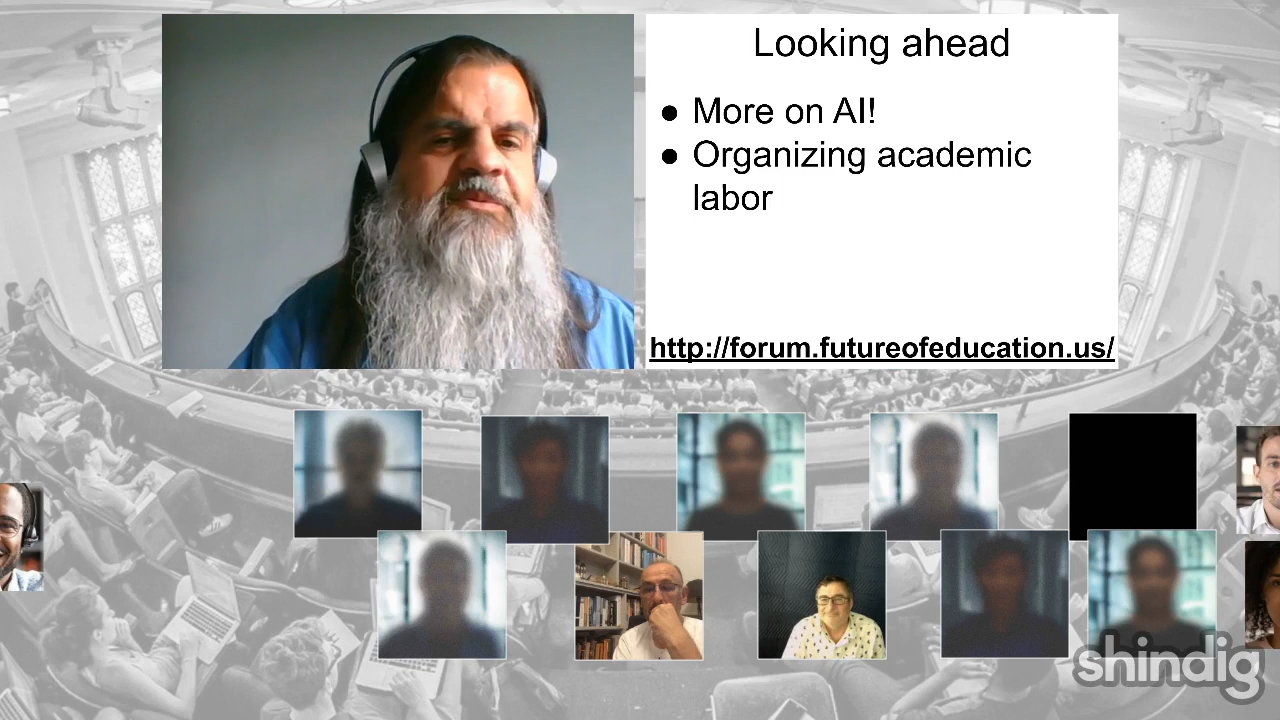 Looking ahead
● More on AI!
● Organizing academic
labor
http://forum.futureofeducation.us/
shindig